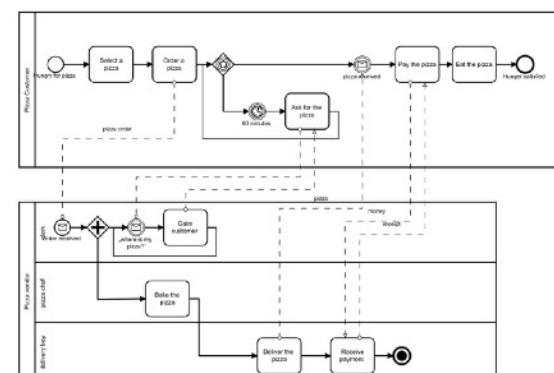 Pizza Customer
Hungry for pizza
Select a
pizza
Order a
pizza
60 minutes
Ask for the
pizza
pizza received
Pay the pizza
Eat the pizza
Hunger satisfied
pizza order
pizza
money
receipt
Pizza vendor
clerk
order received
„where is my
pizza?"
Calm
customer
pizza chef
Bake the
pizza
delivery boy
Deliver the
pizza
Receive
payment